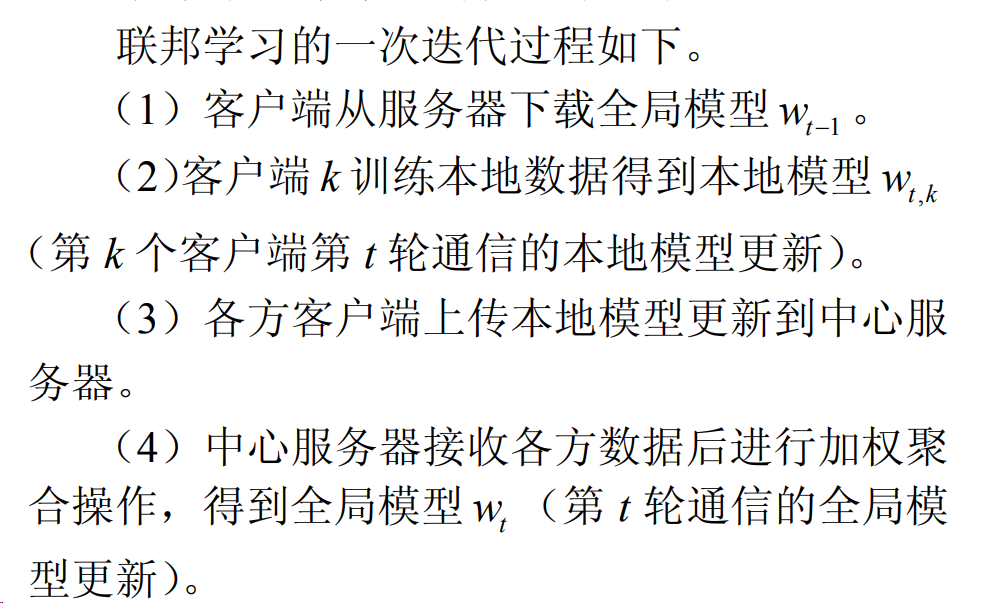 联邦学习的一次迭代过程如下。
（1）客户端从服务器下载全局模型 w_{t−1} 。
（2)客户端 k 训练本地数据得到本地模型 w_{t,k}
（第 k 个客户端第 t 轮通信的本地模型更新）。
（3）各方客户端上传本地模型更新到中心服
务器。
（4）中心服务器接收各方数据后进行加权聚
合操作，得到全局模型 w_t （第 t 轮通信的全局模
型更新）。